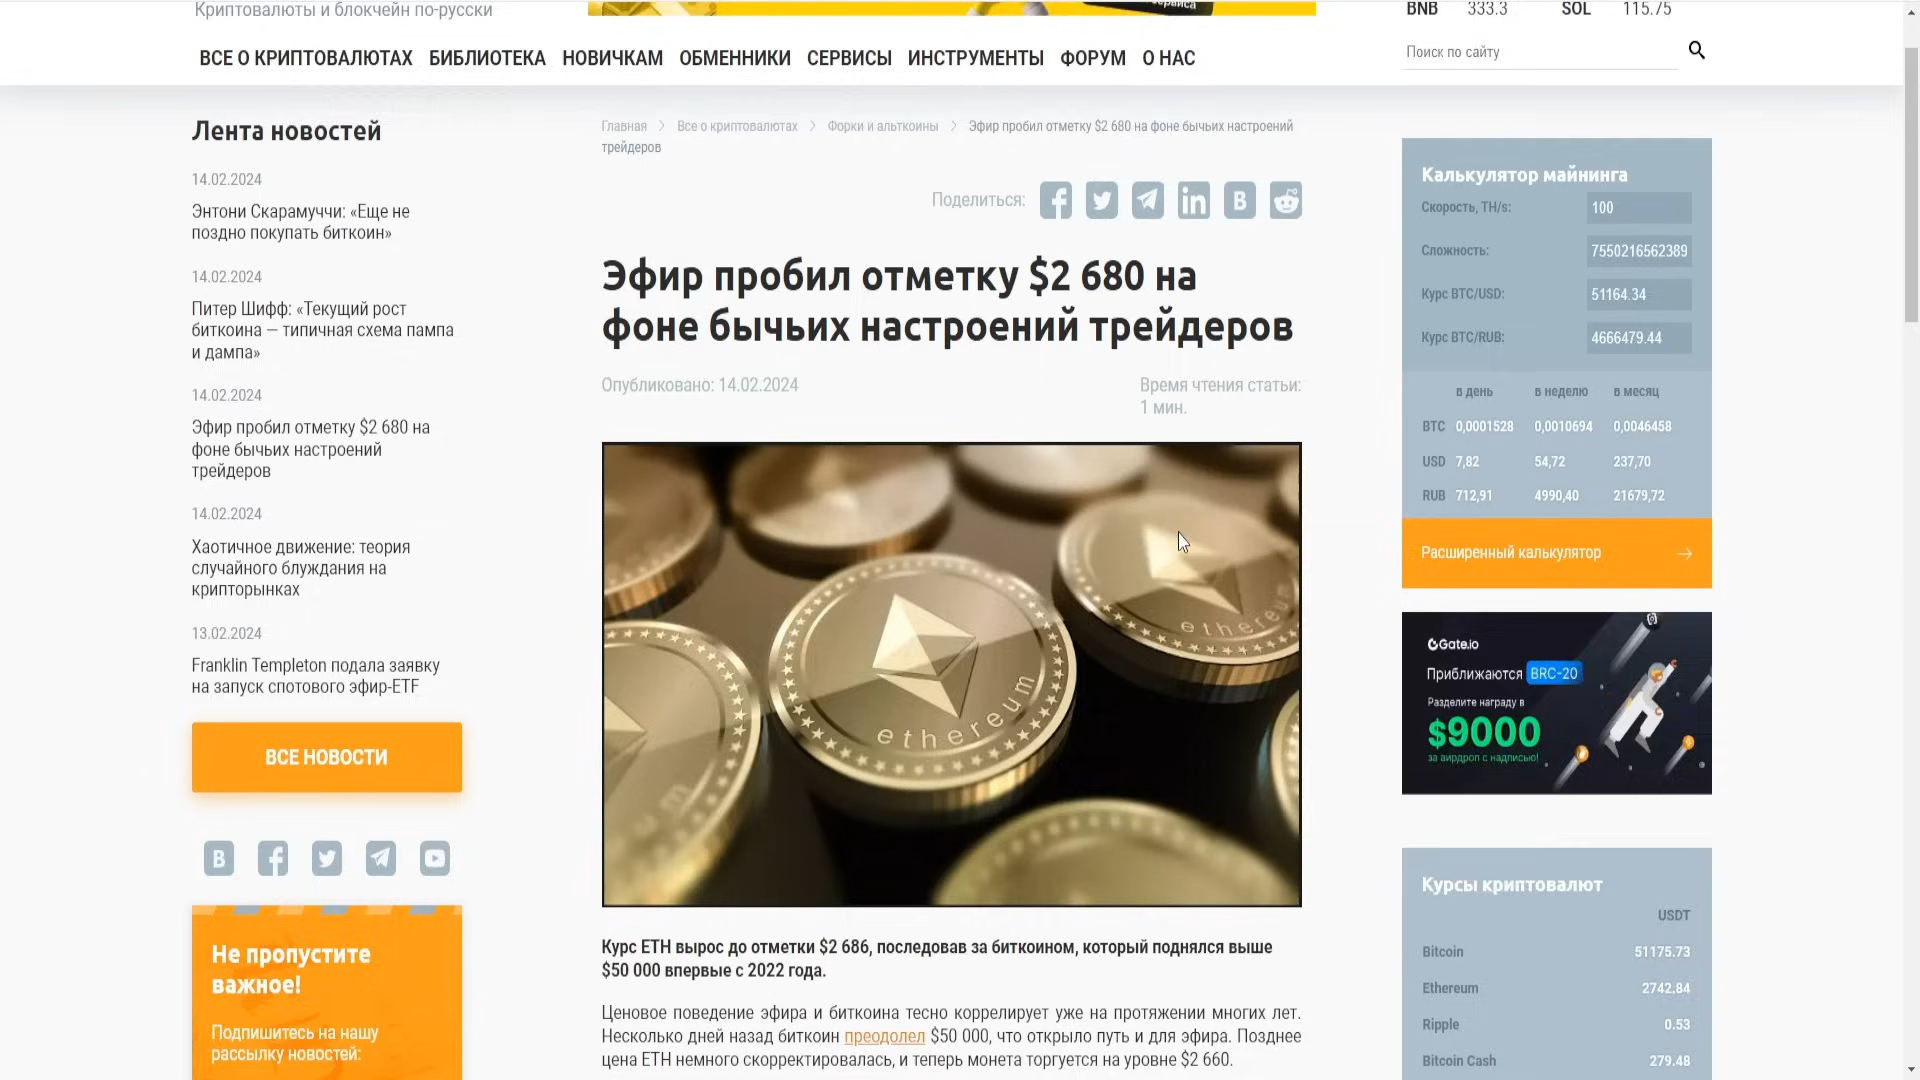 Криптовалюты и блокчейн по-русски
BNB 333.3 SOL 115.75
Поиск по сайту
ВСЕ О КРИПТОВАЛЮТАХ БИБЛИОТЕКА НОВИЧКАМ ОБМЕННИКИ СЕРВИСЫ ИНСТРУМЕНТЫ ФОРУМ О НАС
Лента новостей
14.02.2024
Энтони Скарамуччи: «Еще не
поздно покупать биткоин»
14.02.2024
Питер Шифф: «Текущий рост
биткоина — типичная схема пампа
и дампа»
14.02.2024
Эфир пробил отметку $2 680 на
фоне бычьих настроений
трейдеров
14.02.2024
Хаотичное движение: теория
случайного блуждания на
крипторынках
13.02.2024
Franklin Templeton подала заявку
на запуск спотового эфир-ETF
ВСЕ НОВОСТИ
Не пропустите
важное!
Подпишитесь на нашу
рассылку новостей:
Главная > Все о криптовалютах > Форки и альткоины > Эфир пробил отметку $2 680 на фоне бычьих настроений
трейдеров
Поделиться:
Эфир пробил отметку $2 680 на
фоне бычьих настроений трейдеров
Опубликовано: 14.02.2024
Время чтения статьи:
1 мин.
ethereum
ethereum
Курс ETH вырос до отметки $2 686, последовав за биткоином, который поднялся выше
$50 000 впервые с 2022 года.
Ценовое поведение эфира и биткоина тесно коррелирует уже на протяжении многих лет.
Несколько дней назад биткоин преодолел $50 000, что открыло путь и для эфира. Позднее
цена ETH немного скорректировалась, и теперь монета торгуется на уровне $2 660.
Калькулятор майнинга
Скорость, TH/s: 100
Сложность: 7550216562389
Курс BTC/USD: 51164.34
Курс BTC/RUB: 4666479.44
в день в неделю в месяц
BTC 0,0001528 0,0010694 0,0046458
USD 7,82 54,72 237,70
RUB 712,91 4990,40 21679,72
Расширенный калькулятор →
Gate.io
Приближаются BRC-20
Разделите награду в
$9000
за аирдроп с надписью!
Курсы криптовалют
USDT
Bitcoin 51175.73
Ethereum 2742.84
Ripple 0.53
Bitcoin Cash 279.48